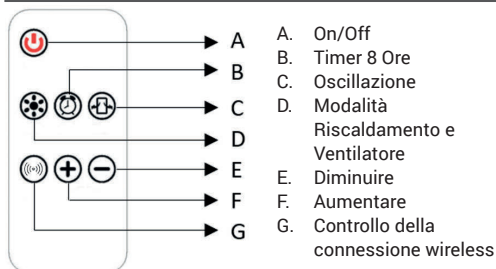 A
B
C
D
E
F
G
A. On/Off
B. Timer 8 Ore
C. Oscillazione
D. Modalità
Riscaldamento e
Ventilatore
E. Diminuire
F. Aumentare
G. Controllo della
connessione wireless